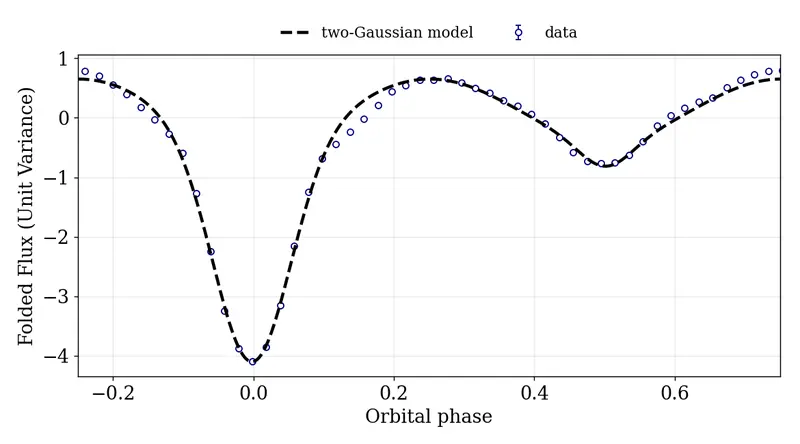 two-Gaussian model data
1
0
−1
−2
−3
−4
Folded Flux (Unit Variance)
−0.2 0.0 0.2 0.4 0.6
Orbital phase